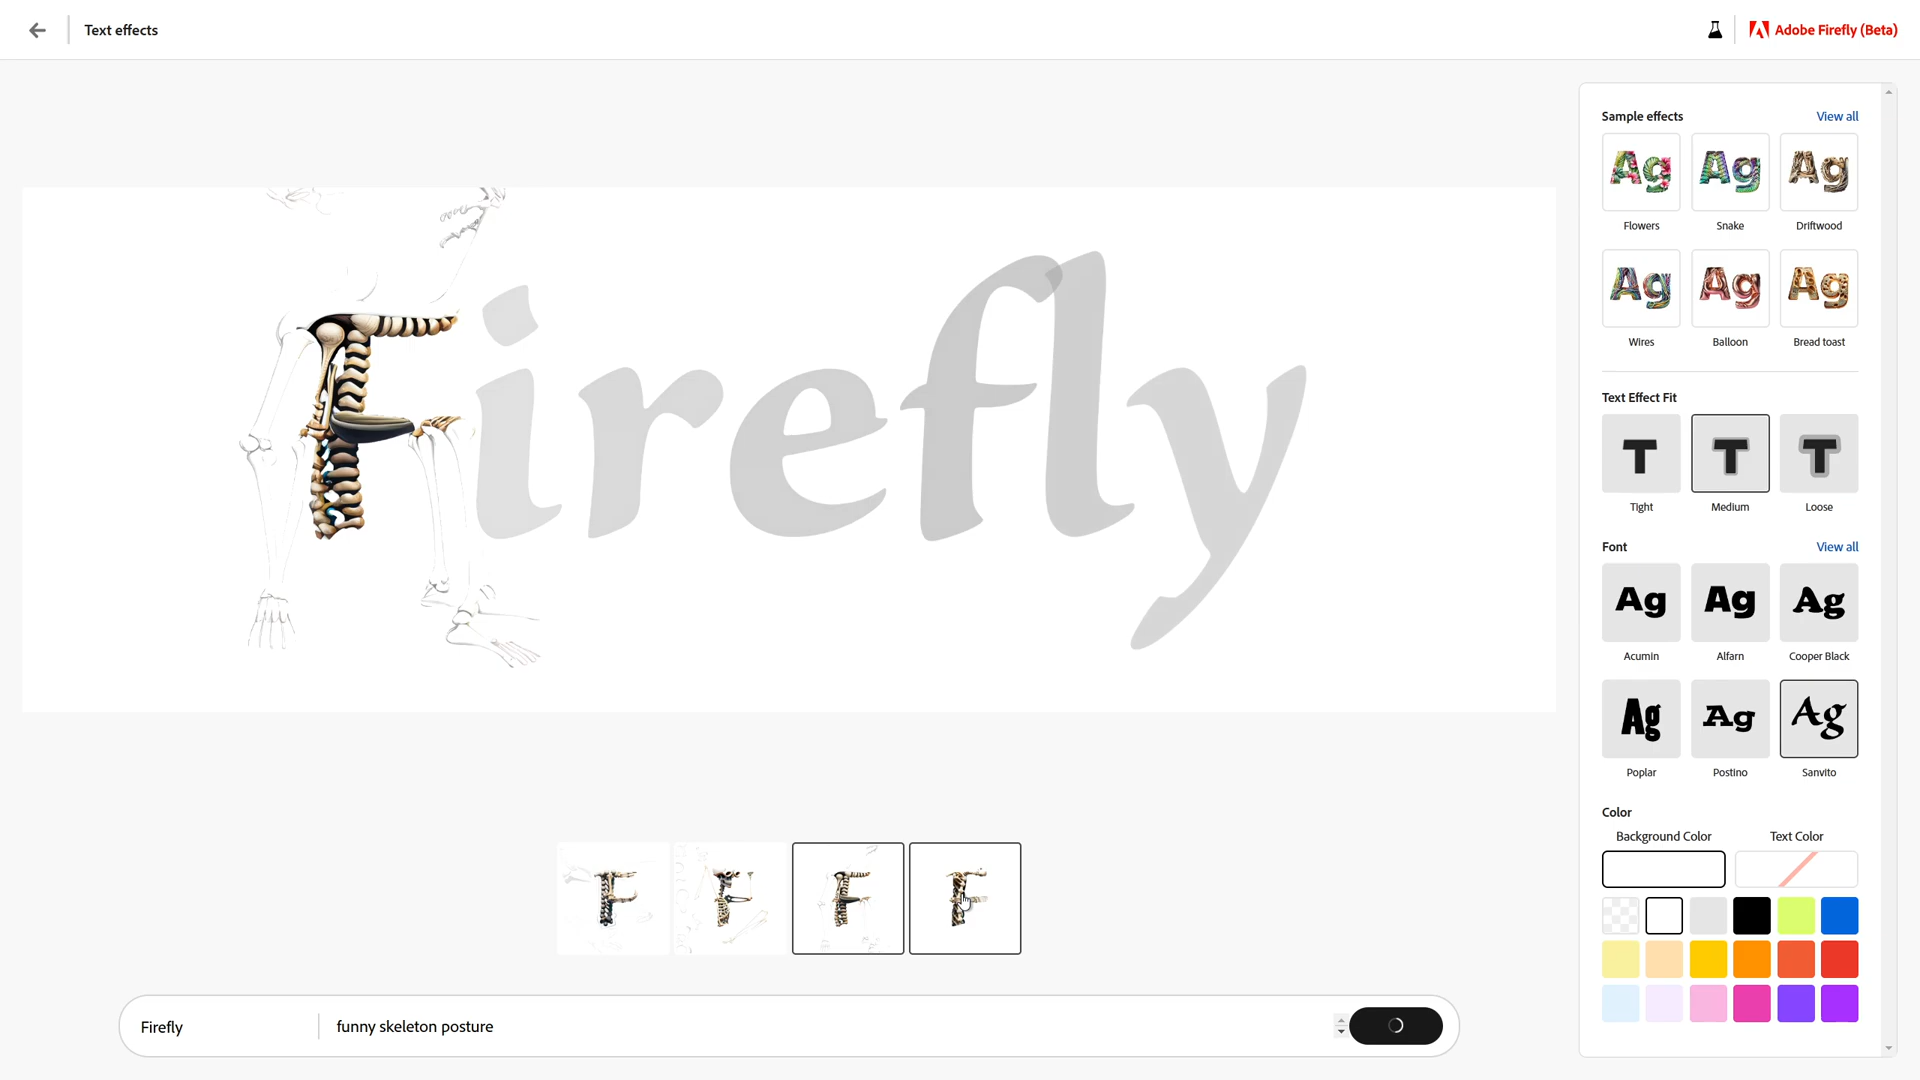 Text effects
Adobe Firefly (Beta)
Firefly
Sample effects View all
Ag Ag Ag
Flowers Snake Driftwood
Ag Ag Ag
Wires Balloon Bread toast
Text Effect Fit
T T T
Tight Medium Loose
Font View all
Ag Ag Ag
Acumin Alfarn Cooper Black
Ag Ag Ag
Poplar Postino Sanvito
Color
Background Color Text Color
F F F F
Firefly funny skeleton posture